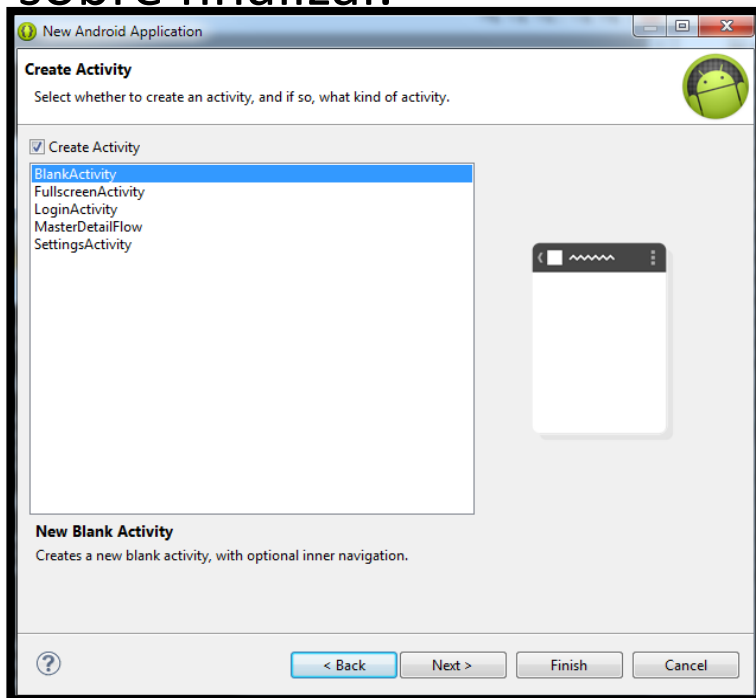 sobre finalizar.
New Android Application
Create Activity
Select whether to create an activity, and if so, what kind of activity.
Create Activity
BlankActivity
FullscreenActivity
LoginActivity
MasterDetailFlow
SettingsActivity
New Blank Activity
Creates a new blank activity, with optional inner navigation.
?
< Back
Next >
Finish
Cancel